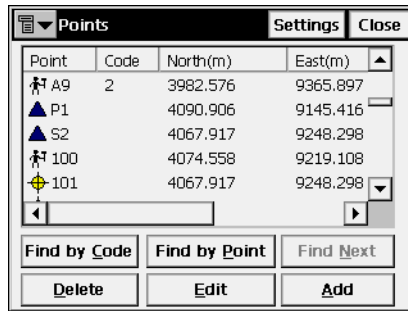 Points Settings Close
Point Code North(m) East(m)
A9 2 3982.576 9365.897
P1 4090.906 9145.416
S2 4067.917 9248.298
100 4074.558 9219.108
101 4067.917 9248.298
Find by Code Find by Point Find Next
Delete Edit Add